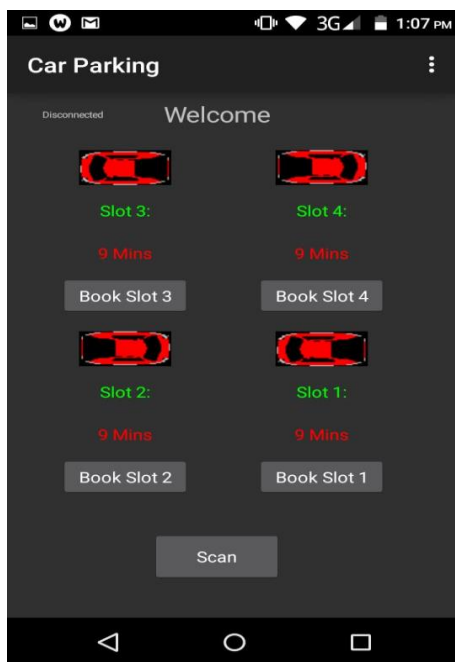 3G 1:07 PM
Car Parking
Disconnected Welcome
Slot 3: Slot 4:
9 Mins 9 Mins
Book Slot 3 Book Slot 4
Slot 2: Slot 1:
9 Mins 9 Mins
Book Slot 2 Book Slot 1
Scan